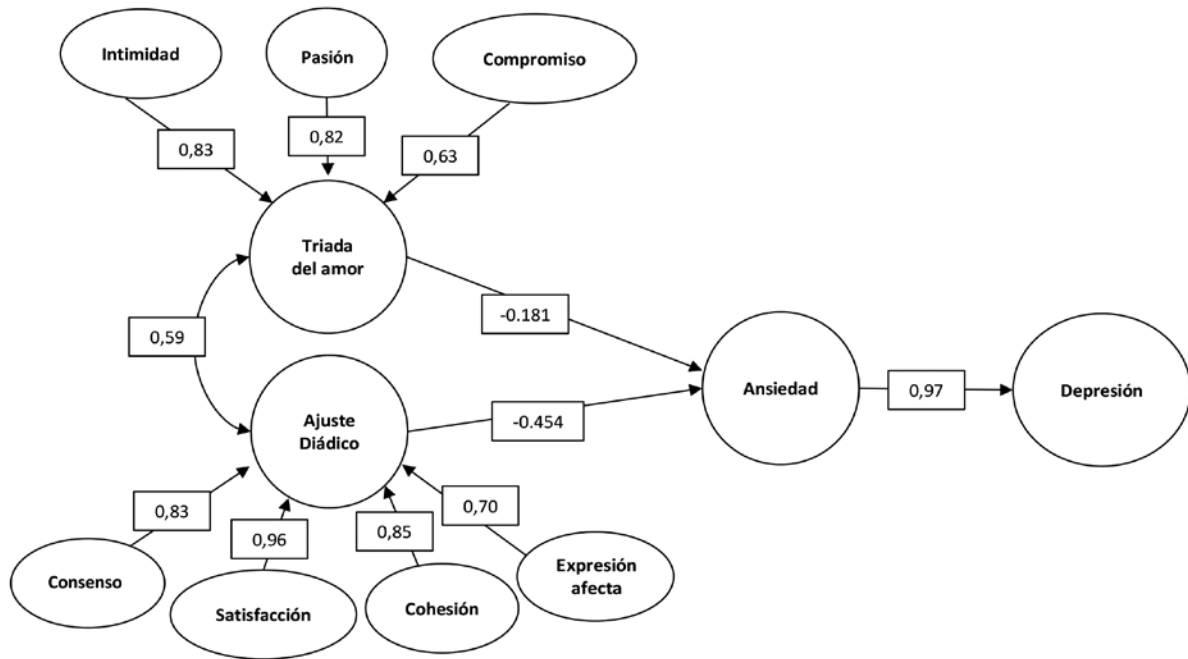 Intimidad
Pasión
Compromiso
0,83
0,82
0,63
Triada
del amor
-0.181
0,59
Ajuste
Diádico
-0.454
Ansiedad
0,97
Depresión
0,83
0,96
0,85
0,70
Consenso
Satisfacción
Cohesión
Expresión
afecta